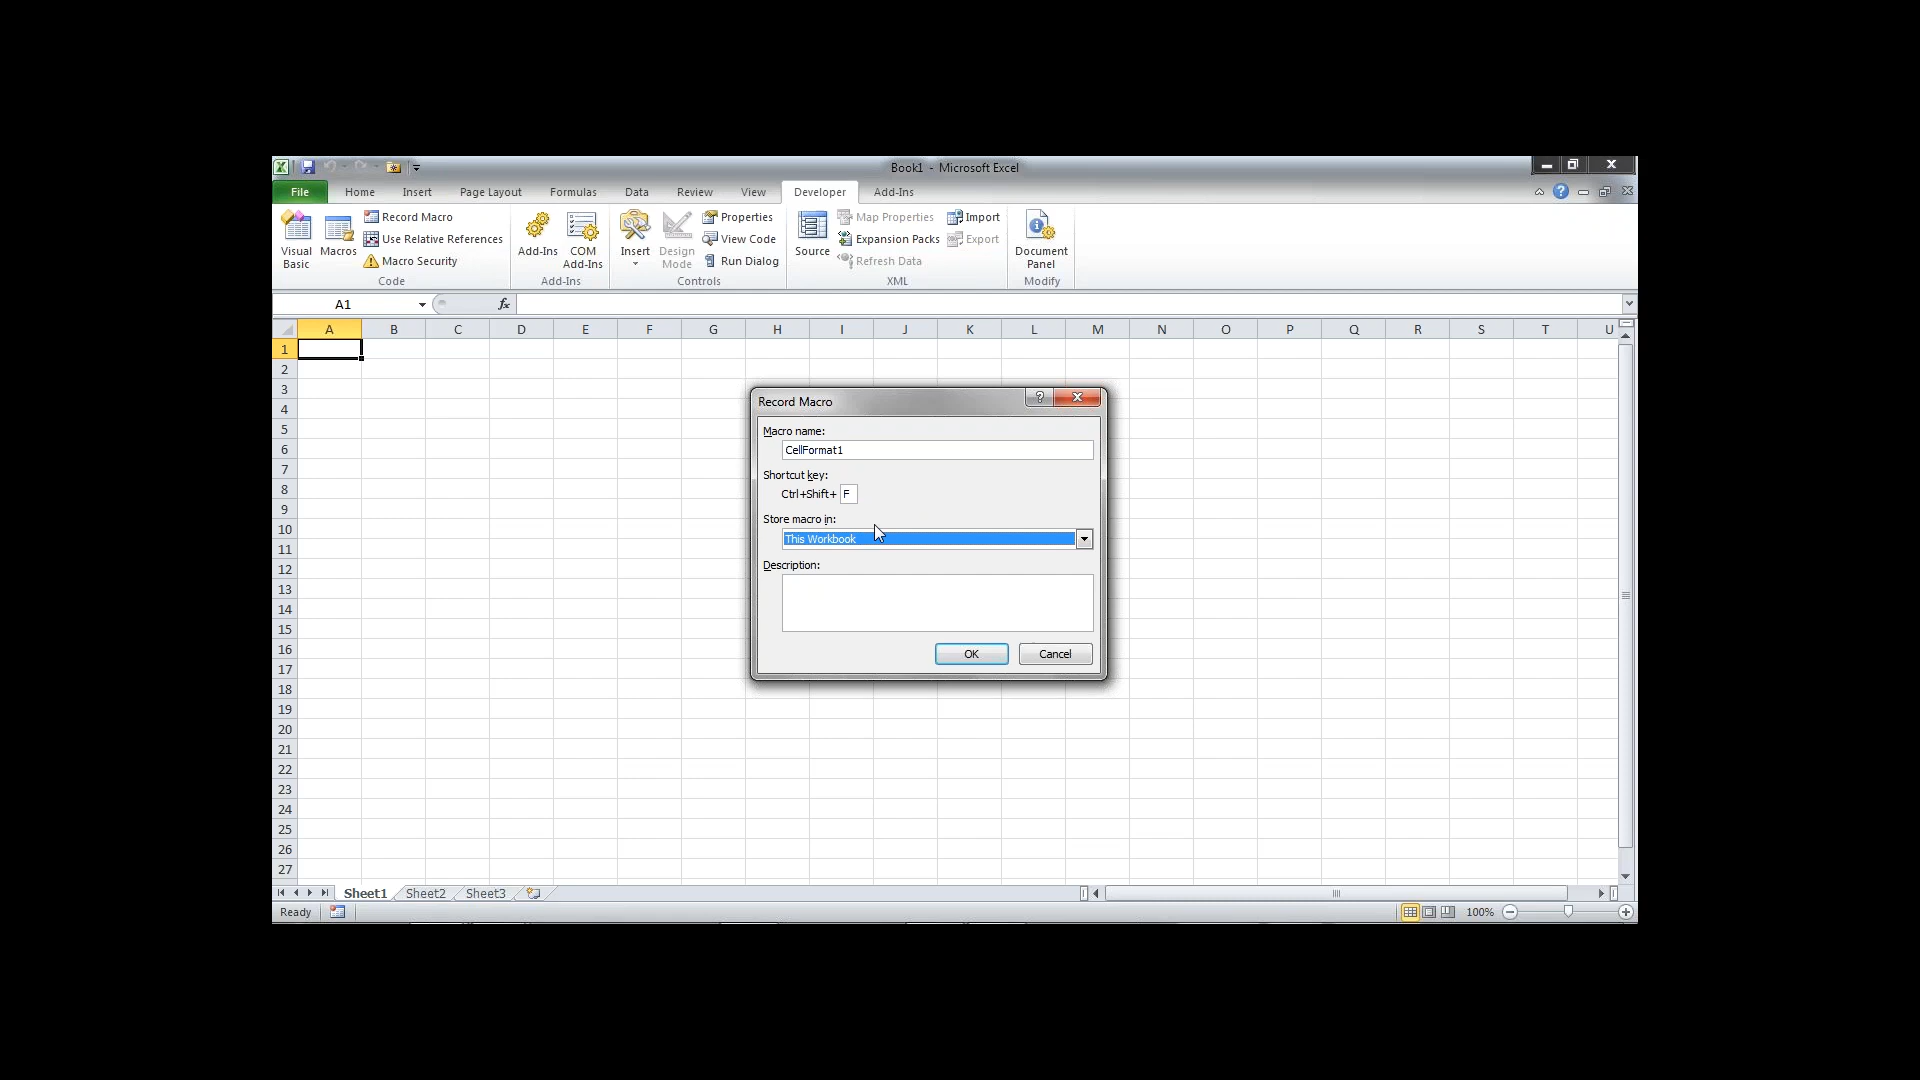 Book1 - Microsoft Excel
File Home Insert Page Layout Formulas Data Review View Developer Add-Ins
Visual Basic
Macros
Record Macro
Use Relative References
Macro Security
Code
Add-Ins
COM Add-Ins
Add-Ins
Insert
Design Mode
Properties
View Code
Run Dialog
Controls
Source
Map Properties
Expansion Packs
Refresh Data
Import
Export
XML
Document Panel
Modify
A1 fx
A B C D E F G H I J K L M N O P Q R S T U
1
2
3
4
5
6
7
8
9
10
11
12
13
14
15
16
17
18
19
20
21
22
23
24
25
26
27
Record Macro
Macro name:
CellFormat1
Shortcut key:
Ctrl+Shift+ F
Store macro in:
This Workbook
Description:
OK Cancel
Sheet1 Sheet2 Sheet3
Ready 100%